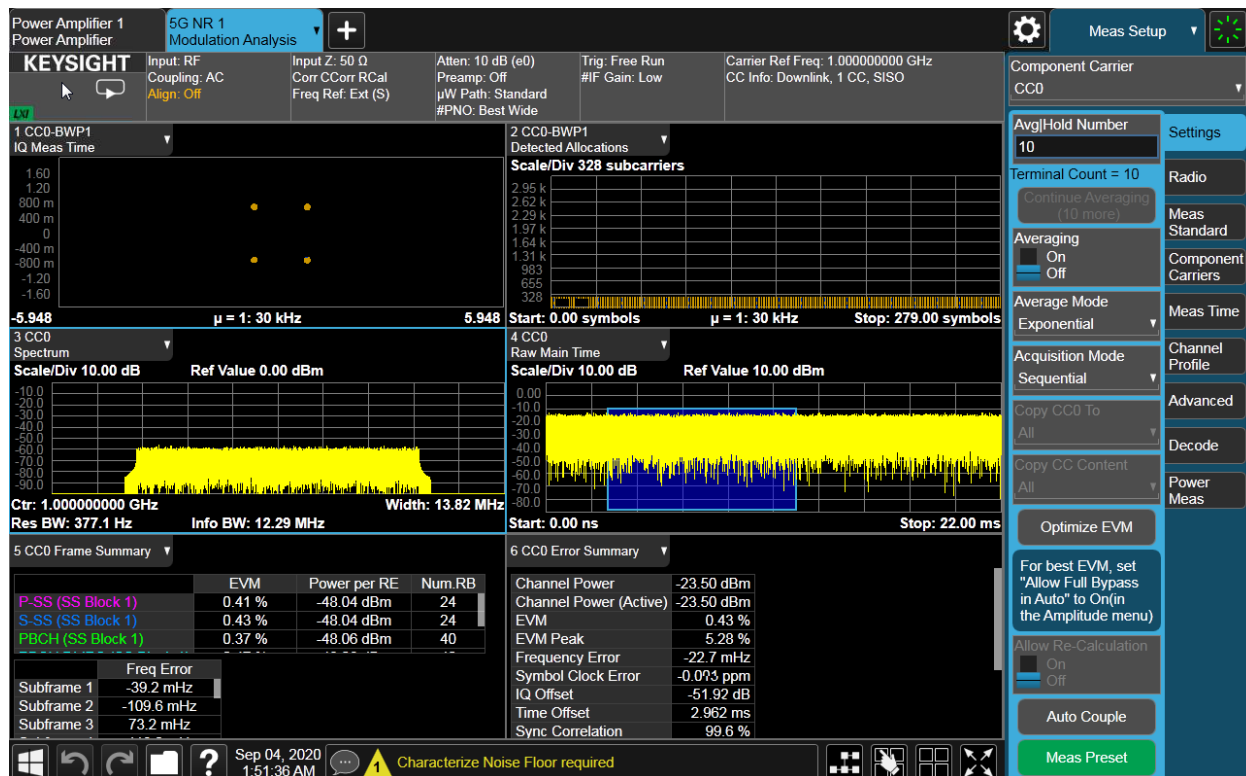 Power Amplifier 1
Power Amplifier
5G NR 1
Modulation Analysis
Meas Setup
KEYSIGHT
LXI
Input: RF
Coupling: AC
Align: Off
Input Z: 50 Ω
Corr CCorr RCal
Freq Ref: Ext (S)
Atten: 10 dB (e0)
Preamp: Off
µW Path: Standard
#PNO: Best Wide
Trig: Free Run
#IF Gain: Low
Carrier Ref Freq: 1.000000000 GHz
CC Info: Downlink, 1 CC, SISO
1 CC0-BWP1
IQ Meas Time
1.60
1.20
800 m
400 m
0
-400 m
-800 m
-1.20
-1.60
-5.948 µ = 1: 30 kHz 5.948
2 CC0-BWP1
Detected Allocations
Scale/Div 328 subcarriers
2.95 k
2.62 k
2.29 k
1.97 k
1.64 k
1.31 k
983
655
328
Start: 0.00 symbols µ = 1: 30 kHz Stop: 279.00 symbols
3 CC0
Spectrum
Scale/Div 10.00 dB Ref Value 0.00 dBm
-10.0
-20.0
-30.0
-40.0
-50.0
-60.0
-70.0
-80.0
-90.0
Ctr: 1.000000000 GHz Width: 13.82 MHz
Res BW: 377.1 Hz Info BW: 12.29 MHz
4 CC0
Raw Main Time
Scale/Div 10.00 dB Ref Value 10.00 dBm
0.00
-10.0
-20.0
-30.0
-40.0
-50.0
-60.0
-70.0
-80.0
Start: 0.00 ns Stop: 22.00 ms
5 CC0 Frame Summary
EVM Power per RE Num.RB
P-SS (SS Block 1) 0.41 % -48.04 dBm 24
S-SS (SS Block 1) 0.43 % -48.04 dBm 24
PBCH (SS Block 1) 0.37 % -48.06 dBm 40
Freq Error
Subframe 1 -39.2 mHz
Subframe 2 -109.6 mHz
Subframe 3 73.2 mHz
6 CC0 Error Summary
Channel Power -23.50 dBm
Channel Power (Active) -23.50 dBm
EVM 0.43 %
EVM Peak 5.28 %
Frequency Error -22.7 mHz
Symbol Clock Error ppm
IQ Offset -51.92 dB
Time Offset 2.962 ms
Sync Correlation 99.6 %
Component Carrier
CC0
Avg|Hold Number
10
Terminal Count = 10
Continue Averaging
(10 more)
Averaging
On
Off
Average Mode
Exponential
Acquisition Mode
Sequential
Copy CC0 To
All
Copy CC Content
All
Optimize EVM
For best EVM, set
"Allow Full Bypass
in Auto" to On(in
the Amplitude menu)
Allow Re-Calculation
On
Off
Auto Couple
Meas Preset
Settings
Radio
Meas
Standard
Component
Carriers
Meas Time
Channel
Profile
Advanced
Decode
Power
Meas
?
Sep 04, 2020
1:51:36 AM
1
Characterize Noise Floor required